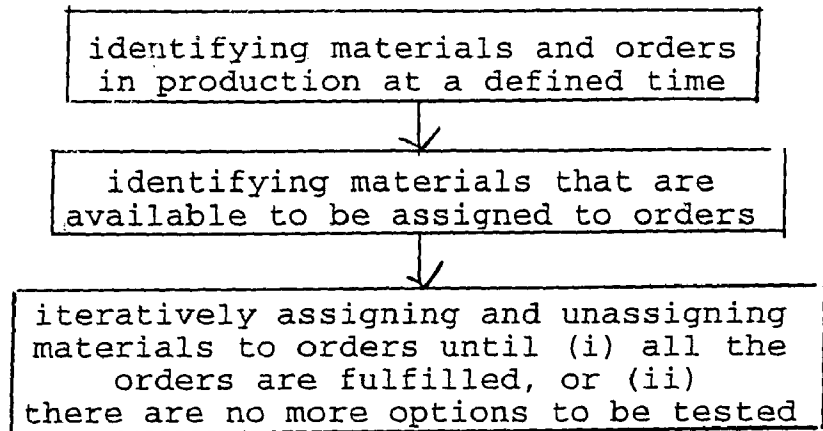 identifying materials and orders
in production at a defined time
identifying materials that are
available to be assigned to orders
iteratively assigning and unassigning
materials to orders until (i) all the
orders are fulfilled, or (ii)
there are no more options to be tested